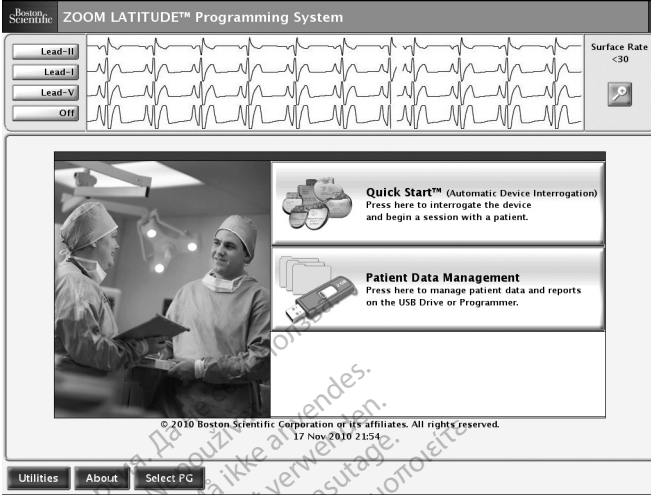 Boston
Scientific
ZOOM LATITUDE™ Programming System
Lead-II
Lead-I
Lead-V
Off
Surface Rate
<30
Quick Start™ (Automatic Device Interrogation)
Press here to interrogate the device
and begin a session with a patient.
Patient Data Management
Press here to manage patient data and reports
on the USB Drive or Programmer.
© 2010 Boston Scientific Corporation or its affiliates. All rights reserved.
17 Nov 2010 21:54
Utilities
About
Select PG